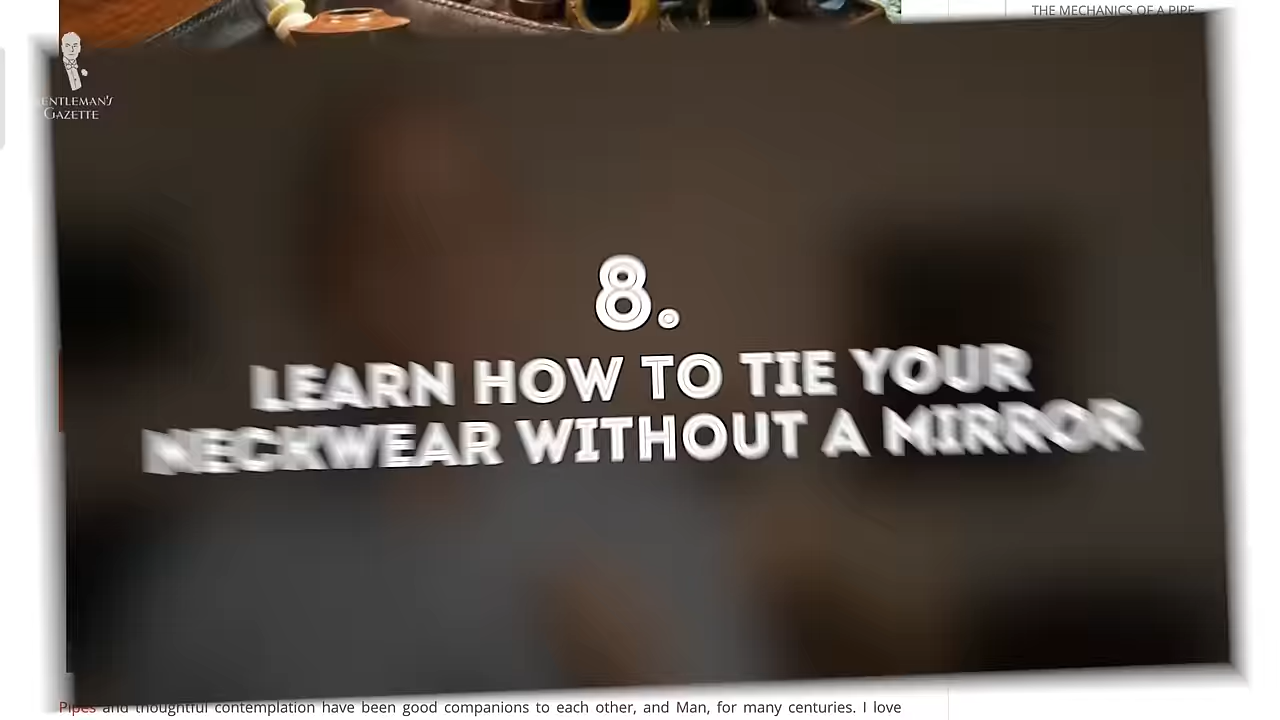 THE MECHANICS OF A PIPE
ENTLEMAN'S
GAZETTE
8.
LEARN HOW TO TIE YOUR
NECKWEAR WITHOUT A MIRROR
Pipes and thoughtful contemplation have been good companions to each other, and Man, for many centuries. I love